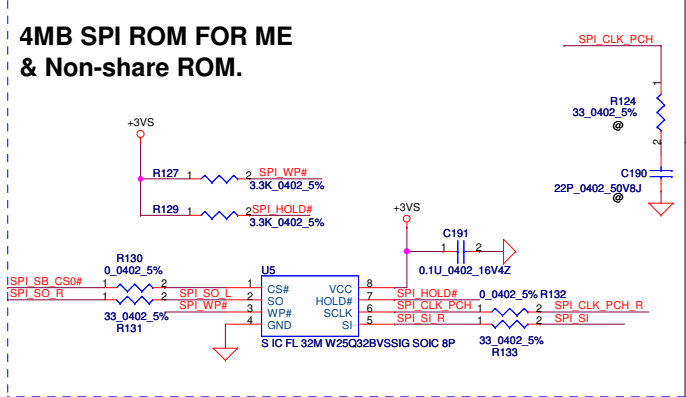 4MB SPI ROM FOR ME
& Non-share ROM.
SPI_CLK_PCH
1
R124
33_0402_5%
@
2
C190
22P_0402_50V8J
@
+3VS
R127 1 2 SPI_WP#
3.3K_0402_5%
R129 1 2 SPI_HOLD#
3.3K_0402_5%
+3VS
C191
1 2
0.1U_0402_16V4Z
R130
0_0402_5%
U5
SPI_SB_CS0# 1 2 1 CS# VCC 8
SPI_SO_R 1 2 SPI_SO_L 2 SO HOLD# 7 SPI_HOLD# 0_0402_5% R132
SPI_WP# 3 WP# SCLK 6 SPI_CLK_PCH 1 2 SPI_CLK_PCH_R
33_0402_5% 4 GND SI 5 SPI_SI_R 1 2 SPI_SI
R131
S IC FL 32M W25Q32BVSSIG SOIC 8P
33_0402_5%
R133